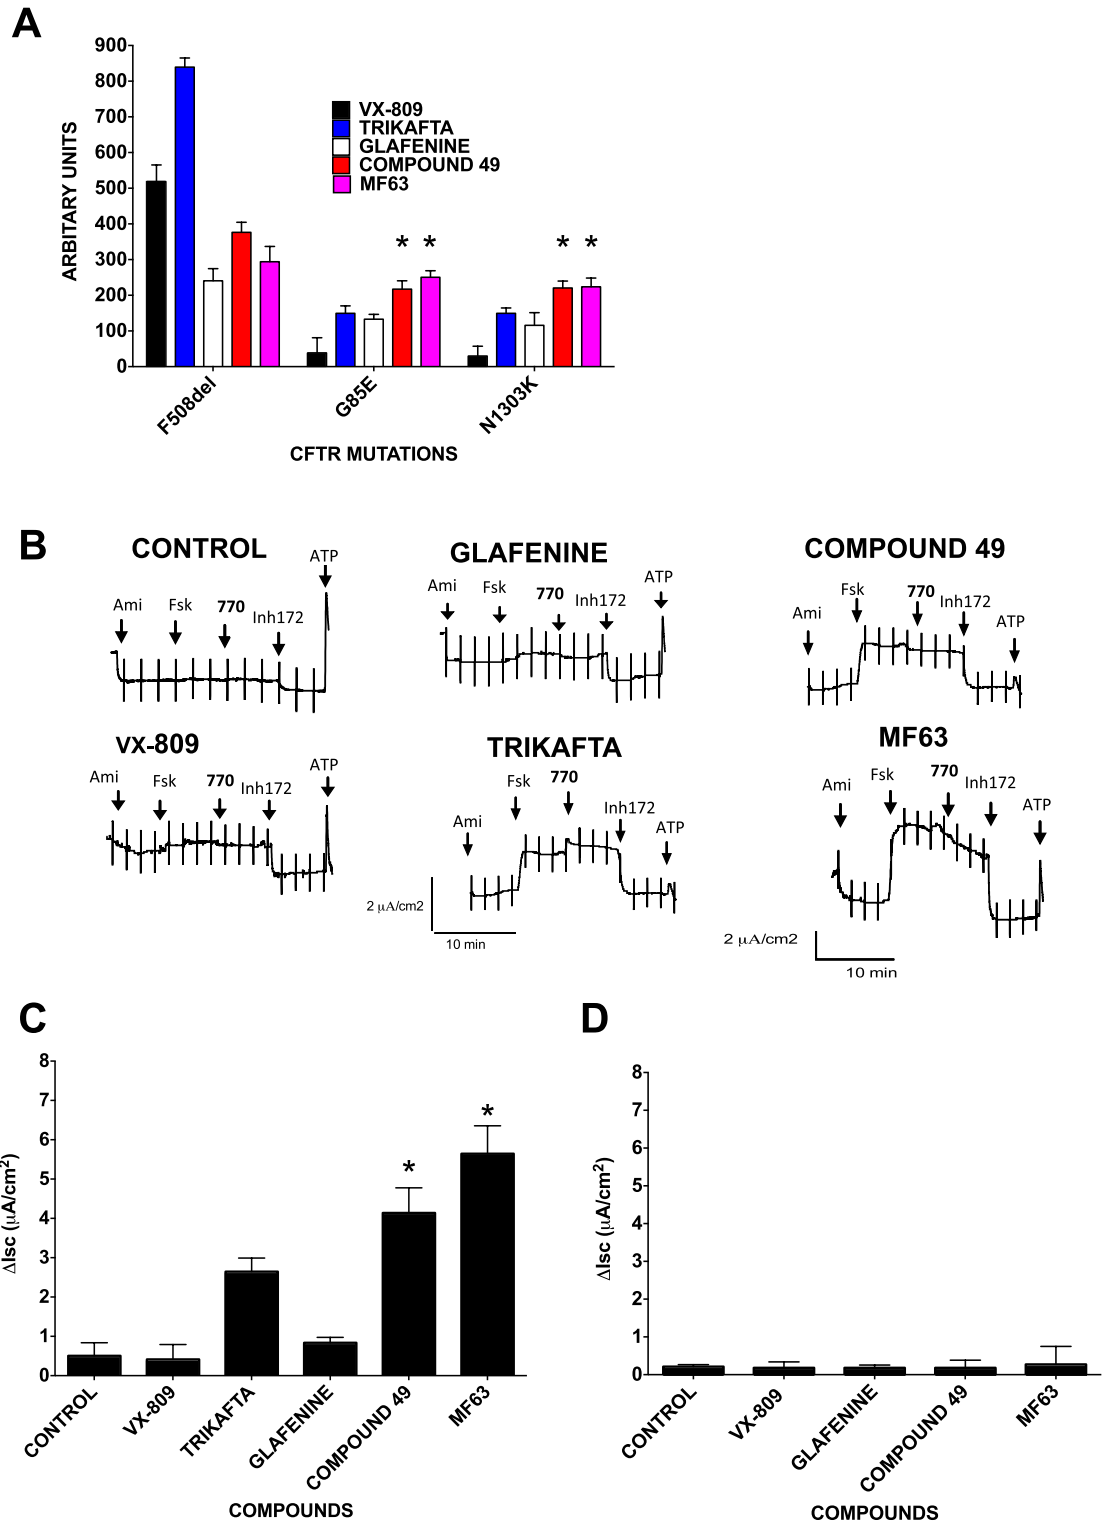 A
900
800
700
600
500
400
300
200
100
0
ARBITARY UNITS
VX-809
TRIKAFTA
GLAFENINE
COMPOUND 49
MF63
* * * *
F508del G85E N1303K
CFTR MUTATIONS
B
CONTROL
Ami Fsk 770 Inh172 ATP
GLAFENINE
Ami Fsk 770 Inh172 ATP
COMPOUND 49
Ami Fsk 770 Inh172 ATP
VX-809
Ami Fsk 770 Inh172 ATP
TRIKAFTA
Ami Fsk 770 Inh172 ATP
2 µA/cm2
10 min
MF63
Ami Fsk 770 Inh172 ATP
2 µA/cm2
10 min
C
8
7
6
5
4
3
2
1
0
ΔIsc (µA/cm²)
* *
CONTROL VX-809 TRIKAFTA GLAFENINE COMPOUND 49 MF63
COMPOUNDS
D
8
7
6
5
4
3
2
1
0
ΔIsc (µA/cm²)
CONTROL VX-809 GLAFENINE COMPOUND 49 MF63
COMPOUNDS